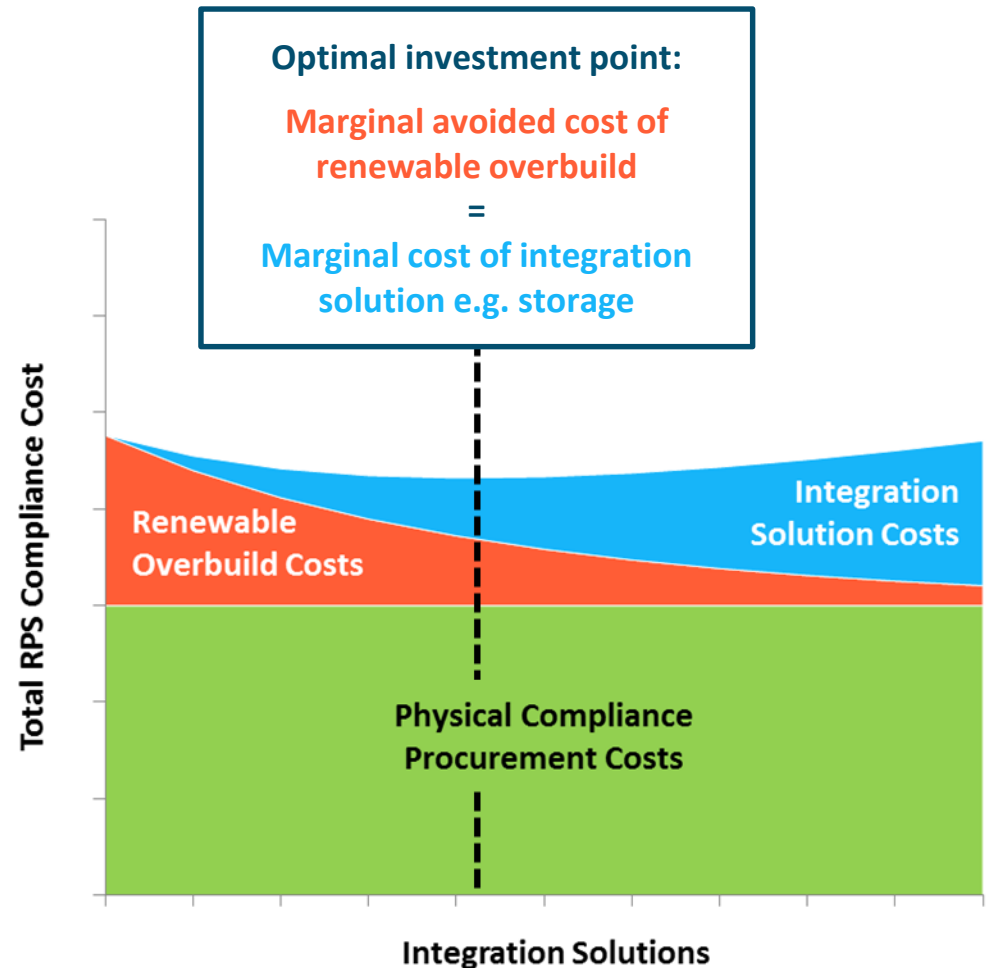 Optimal investment point:
Marginal avoided cost of
renewable overbuild
=
Marginal cost of integration
solution e.g. storage
Total RPS Compliance Cost
Renewable
Overbuild Costs
Integration
Solution Costs
Physical Compliance
Procurement Costs
Integration Solutions